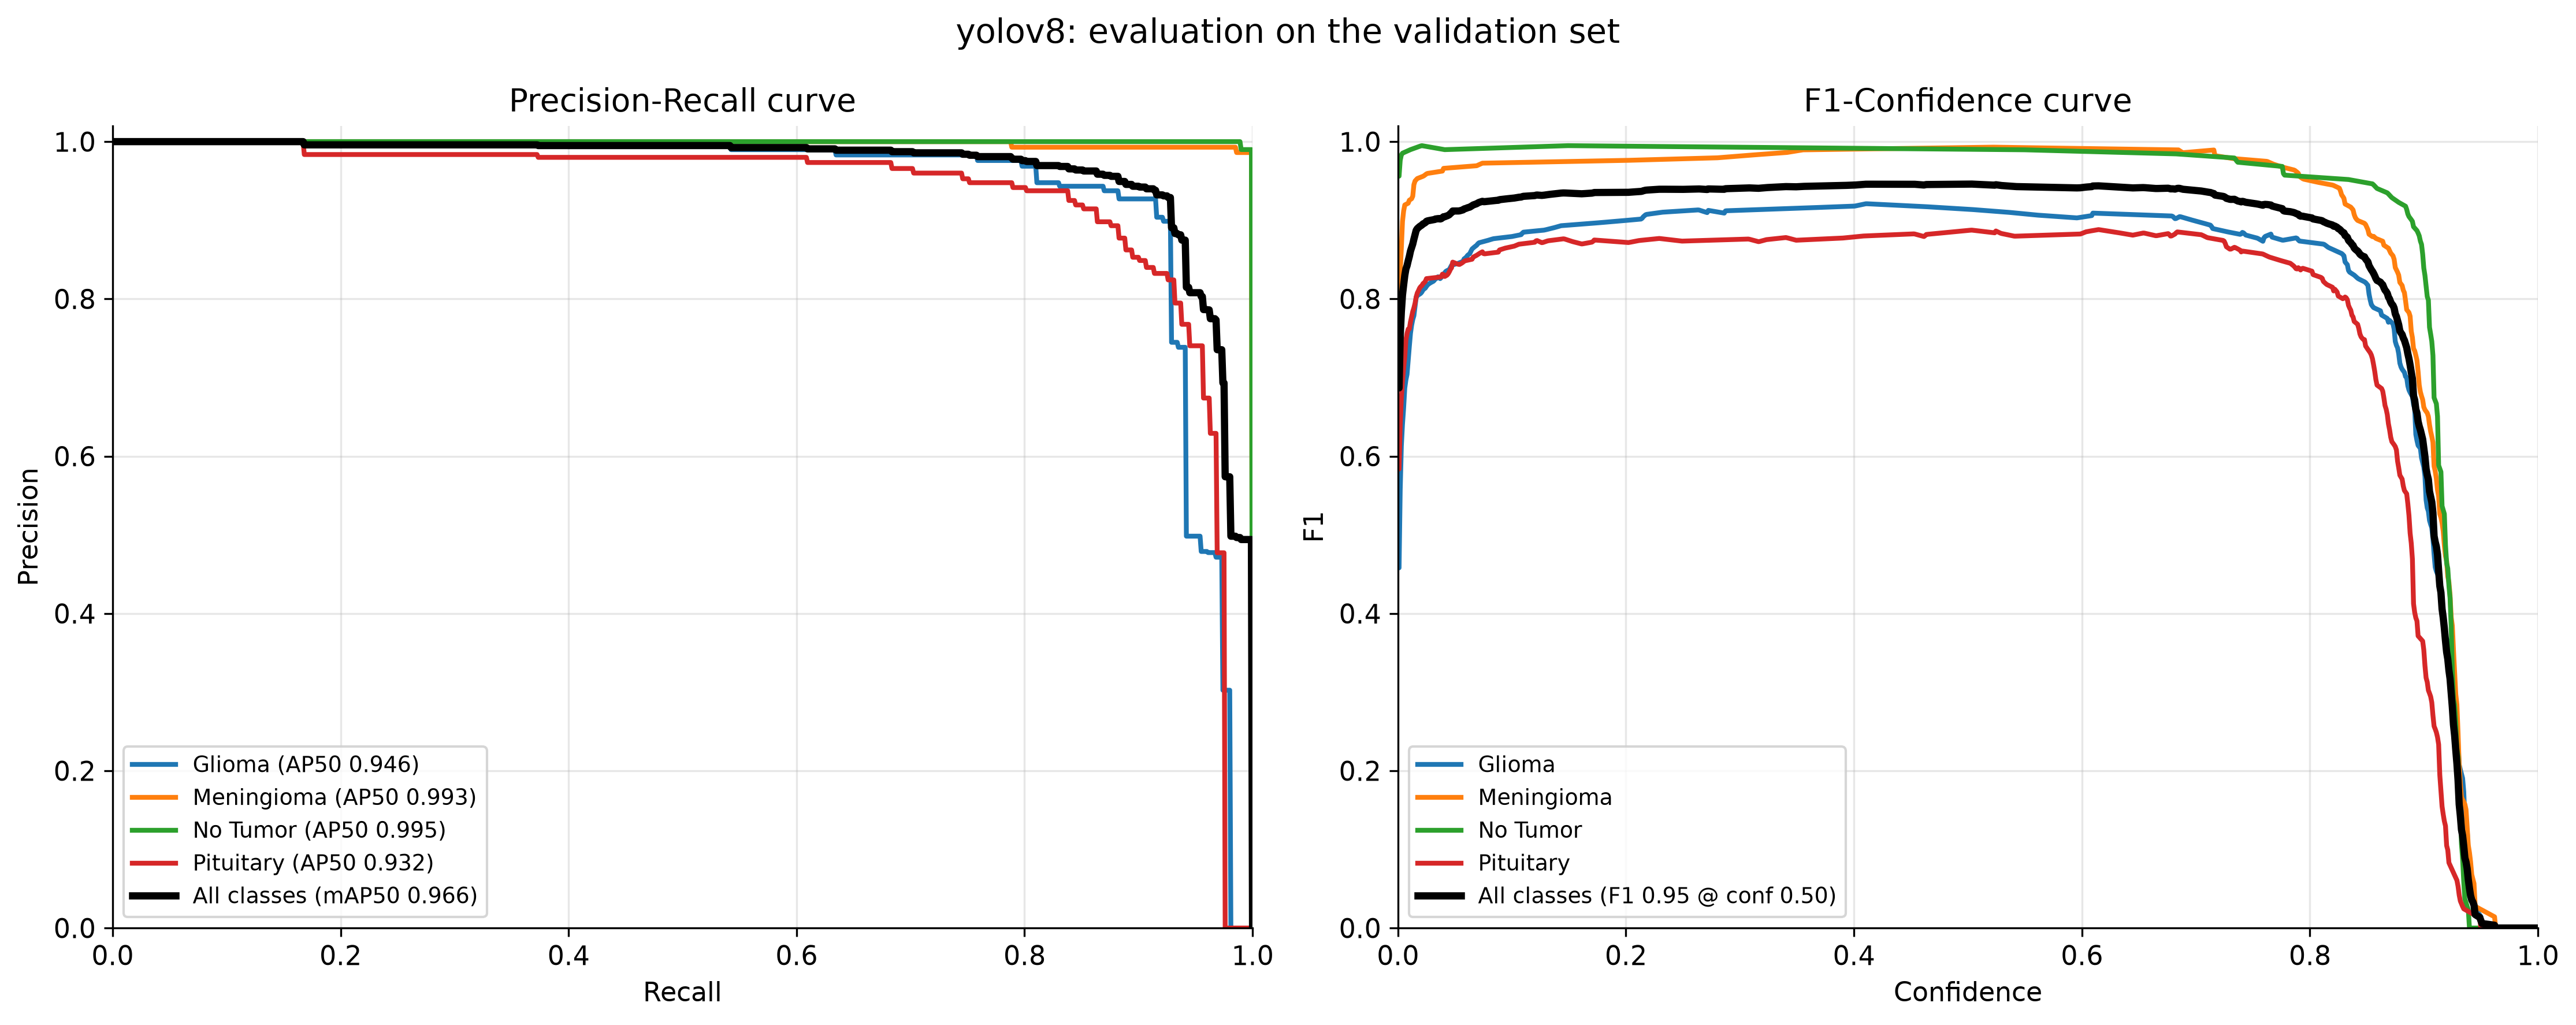 yolov8: evaluation on the validation set
Precision-Recall curve
Precision
1.0
0.8
0.6
0.4
0.2
0.0
Glioma (AP50 0.946)
Meningioma (AP50 0.993)
No Tumor (AP50 0.995)
Pituitary (AP50 0.932)
All classes (mAP50 0.966)
0.0 0.2 0.4 0.6 0.8 1.0
Recall
F1-Confidence curve
F1
1.0
0.8
0.6
0.4
0.2
0.0
Glioma
Meningioma
No Tumor
Pituitary
All classes (F1 0.95 @ conf 0.50)
0.0 0.2 0.4 0.6 0.8 1.0
Confidence